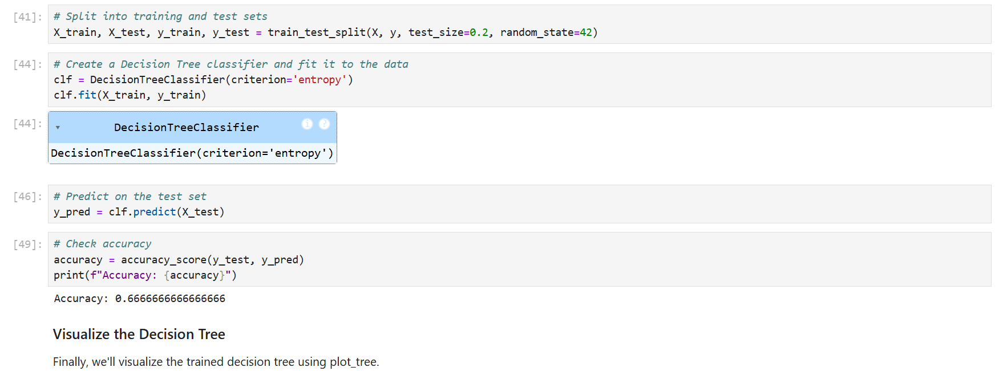 [41]:
# Split into training and test sets
X_train, X_test, y_train, y_test = train_test_split(X, y, test_size=0.2, random_state=42)
[44]:
# Create a Decision Tree classifier and fit it to the data
clf = DecisionTreeClassifier(criterion='entropy')
clf.fit(X_train, y_train)
[44]:
DecisionTreeClassifier
i ?
DecisionTreeClassifier(criterion='entropy')
[46]:
# Predict on the test set
y_pred = clf.predict(X_test)
[49]:
# Check accuracy
accuracy = accuracy_score(y_test, y_pred)
print(f"Accuracy: {accuracy}")
Accuracy: 0.6666666666666666
Visualize the Decision Tree
Finally, we'll visualize the trained decision tree using plot_tree.